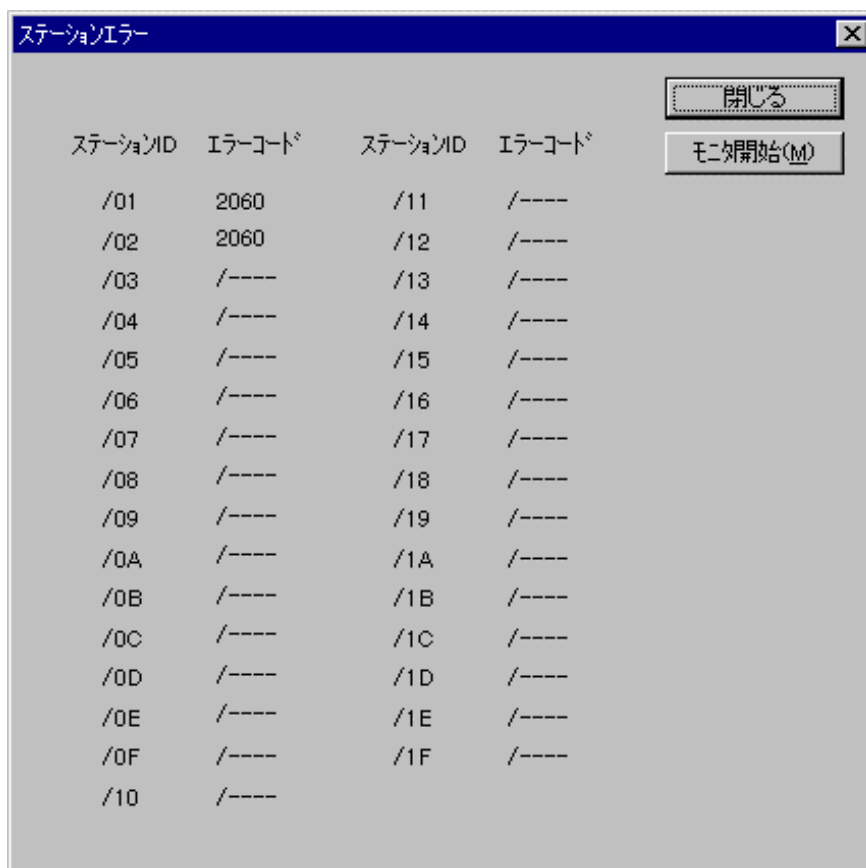 ステーションエラー
閉じる
ステーションID エラーコード ステーションID エラーコード モニタ開始(M)
/01 2060 /11 /----
/02 2060 /12 /----
/03 /---- /13 /----
/04 /---- /14 /----
/05 /---- /15 /----
/06 /---- /16 /----
/07 /---- /17 /----
/08 /---- /18 /----
/09 /---- /19 /----
/0A /---- /1A /----
/0B /---- /1B /----
/0C /---- /1C /----
/0D /---- /1D /----
/0E /---- /1E /----
/0F /---- /1F /----
/10 /----